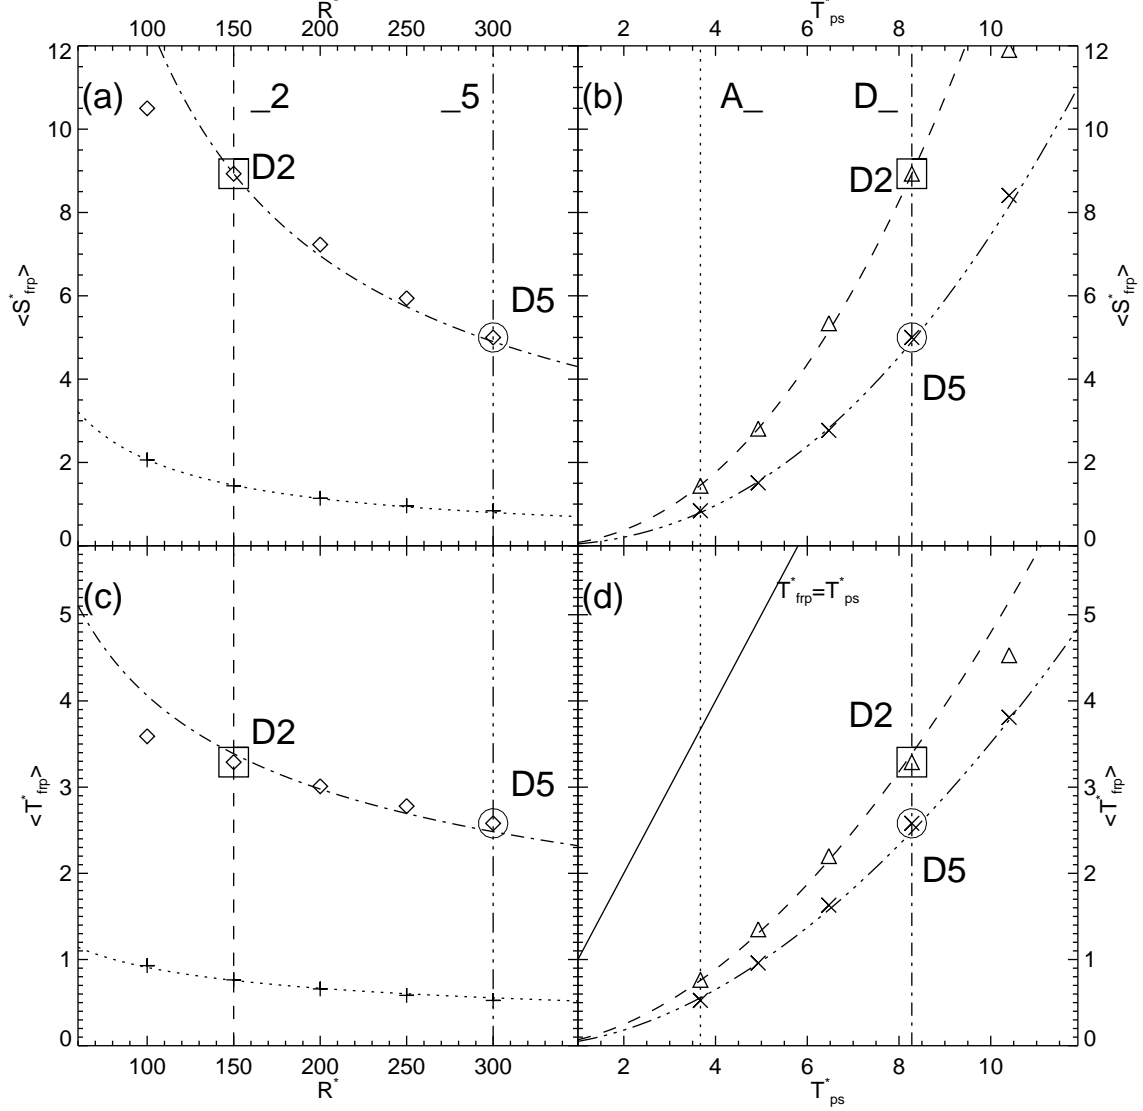 R* T*ps
100 150 200 250 300 2 4 6 8 10
12 (a) _2 _5 (b) A_ D_ 12
10 10
D2 D2
8 8
<S*frp> <S*frp>
6 D5 6
4 D5 4
2 2
0 0
(c) (d) T*frp=T*ps
5 5
4 4
D2 D2
<T*frp> <T*frp>
3 D5 3
2 D5 2
1 1
0 0
100 150 200 250 300 2 4 6 8 10
R* T*ps